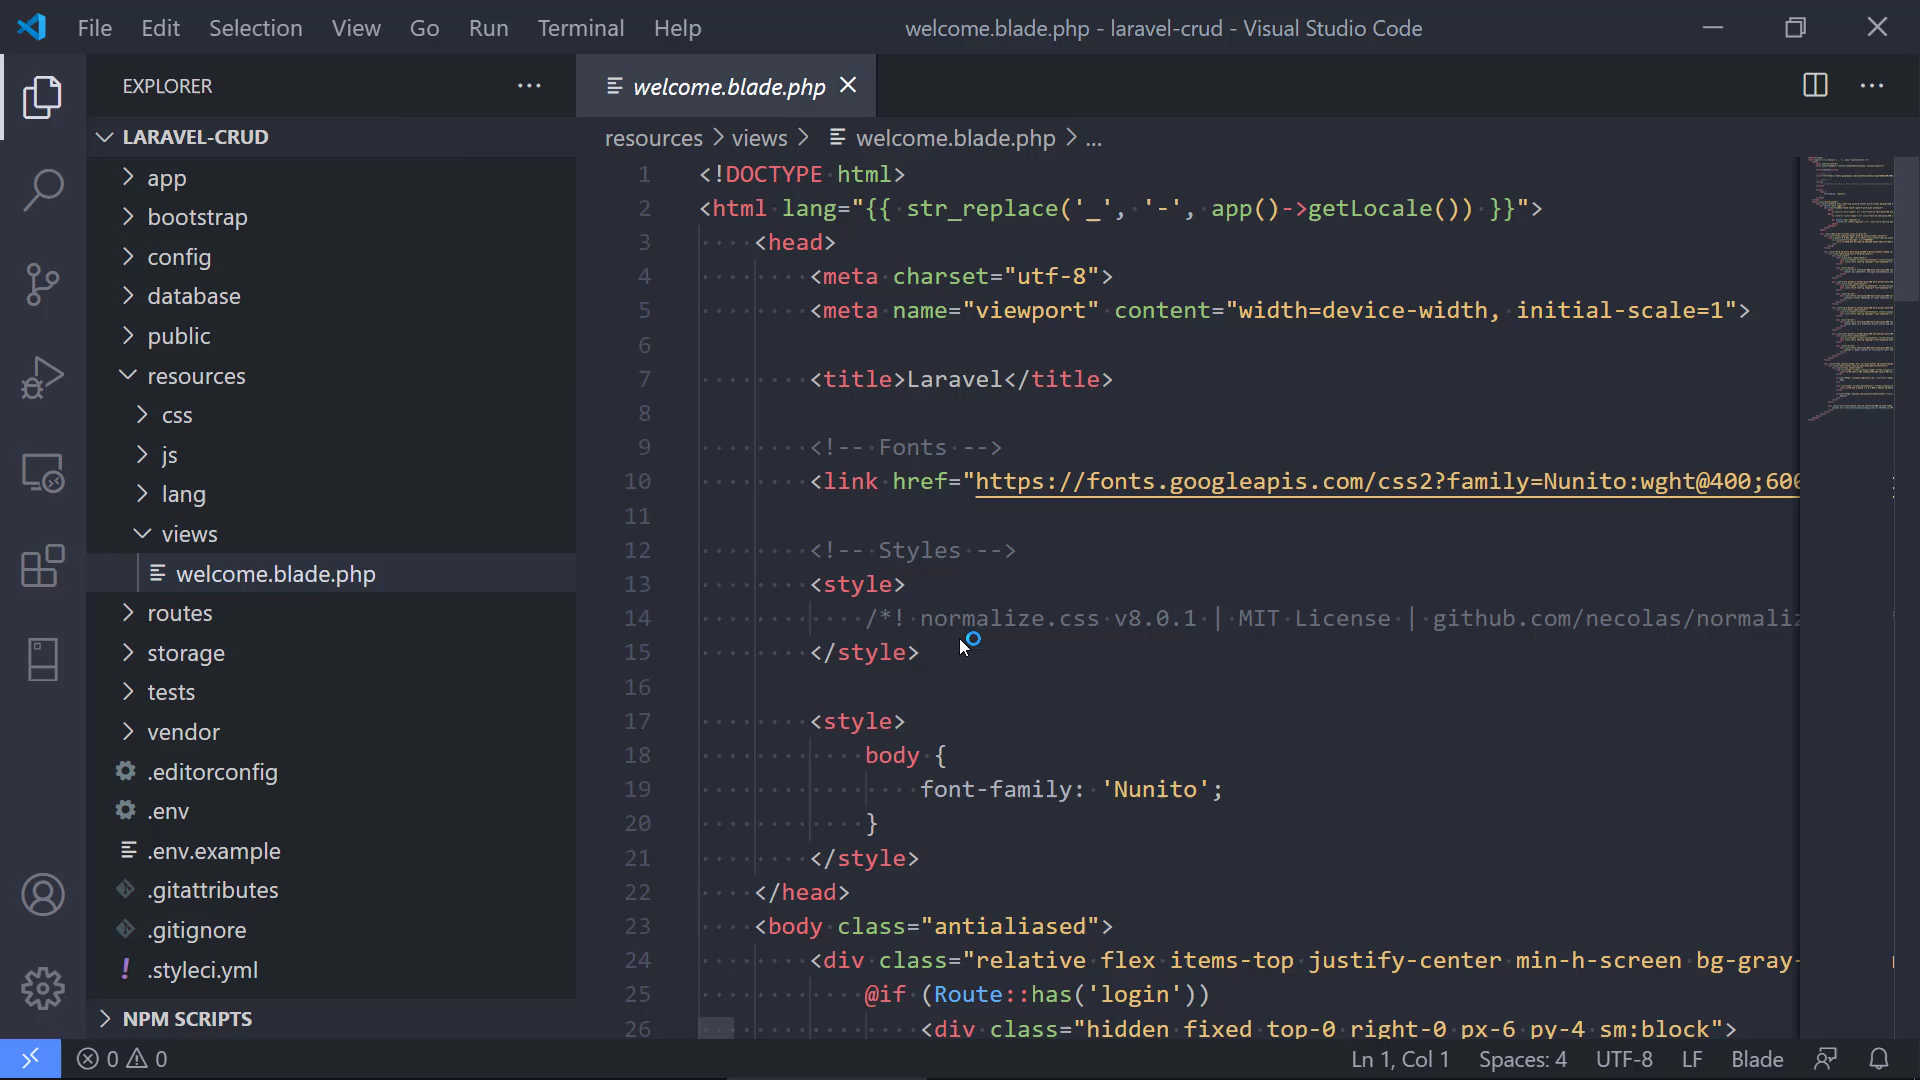 File Edit Selection View Go Run Terminal Help
welcome.blade.php - laravel-crud - Visual Studio Code
EXPLORER
LARAVEL-CRUD
app
bootstrap
config
database
public
resources
css
js
lang
views
welcome.blade.php
routes
storage
tests
vendor
.editorconfig
.env
.env.example
.gitattributes
.gitignore
.styleci.yml
NPM SCRIPTS
welcome.blade.php
resources > views > welcome.blade.php > ...
1 <!DOCTYPE html>
2 <html lang="{{ str_replace('_', '-', app()->getLocale()) }}">
3 <head>
4 <meta charset="utf-8">
5 <meta name="viewport" content="width=device-width, initial-scale=1">
6
7 <title>Laravel</title>
8
9 <!-- Fonts -->
10 <link href="https://fonts.googleapis.com/css2?family=Nunito:wght@400;600
11
12 <!-- Styles -->
13 <style>
14 /*! normalize.css v8.0.1 | MIT License | github.com/necolas/normaliz
15 </style>
16
17 <style>
18 body {
19 font-family: 'Nunito';
20 }
21 </style>
22 </head>
23 <body class="antialiased">
24 <div class="relative flex items-top justify-center min-h-screen bg-gray-
25 @if (Route::has('login'))
26 <div class="hidden fixed top-0 right-0 px-6 py-4 sm:block">
0 0
Ln 1, Col 1 Spaces: 4 UTF-8 LF Blade